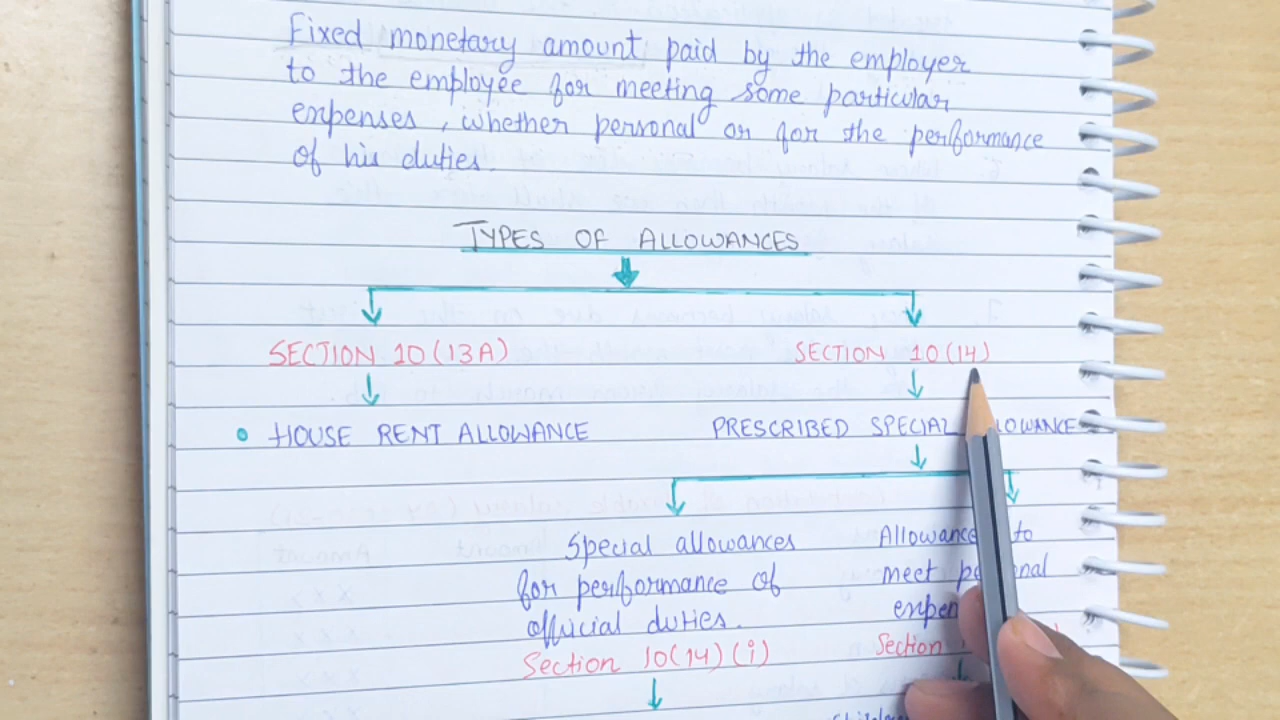 Fixed monetary amount paid by the employer
to the employee for meeting some particular
expenses, whether personal or for the performance
of his duties.
TYPES OF ALLOWANCES
SECTION 10(13A) SECTION 10(14)
HOUSE RENT ALLOWANCE PRESCRIBED SPECIAL
Special allowances
for performance of
official duties.
Section 10(14)(i)
Allowance to
meet
Section